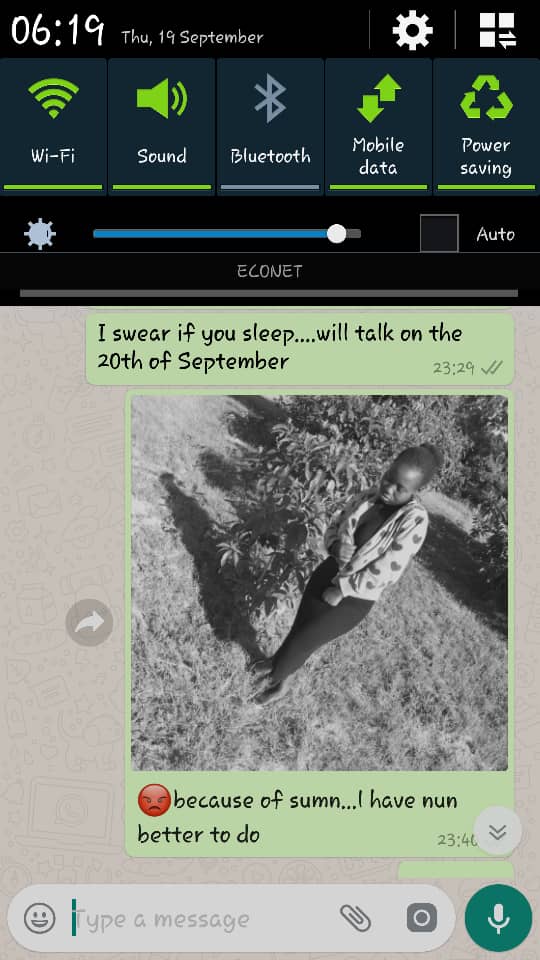 06:19 Thu, 19 September
Wi-Fi
Sound
Bluetooth
Mobile
data
Power
saving
Auto
ECONET
I swear if you sleep....will talk on the
20th of September
23:29
because of sumn...I have nun
better to do
23:40
Type a message